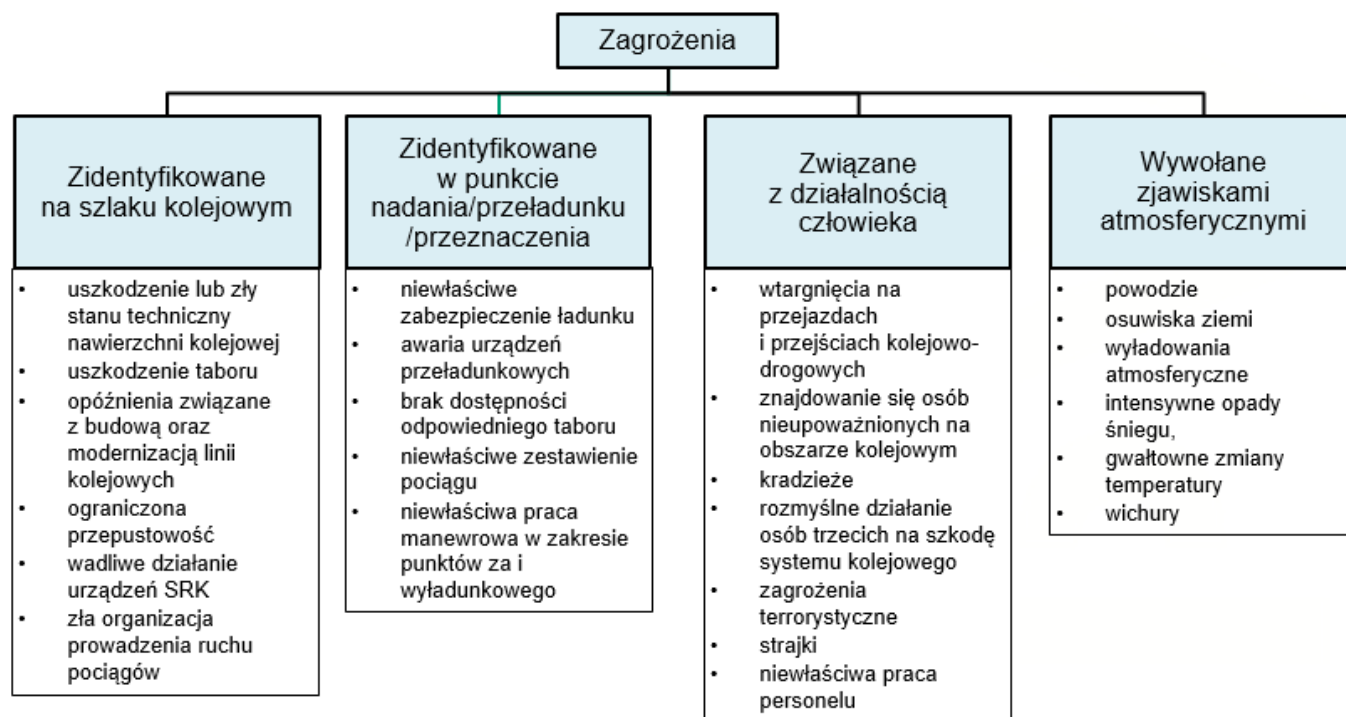 Zagrożenia
Zidentyfikowane
na szlaku kolejowym
• uszkodzenie lub zły
stanu techniczny
nawierzchni kolejowej
• uszkodzenie taboru
• opóźnienia związane
z budową oraz
modernizacją linii
kolejowych
• ograniczona
przepustowość
• wadliwe działanie
urządzeń SRK
• zła organizacja
prowadzenia ruchu
pociągów
Zidentyfikowane
w punkcie
nadania/przeładunku
/przeznaczenia
• niewłaściwe
zabezpieczenie ładunku
• awaria urządzeń
przeładunkowych
• brak dostępności
odpowiedniego taboru
• niewłaściwe zestawienie
pociągu
• niewłaściwa praca
manewrowa w zakresie
punktów za i
wyładunkowego
Związane
z działalnością
człowieka
• wtargnięcia na
przejazdach
i przejściach kolejowo-
drogowych
• znajdowanie się osób
nieupoważnionych na
obszarze kolejowym
• kradzieże
• rozmyślne działanie
osób trzecich na szkodę
systemu kolejowego
• zagrożenia
terrorystyczne
• strajki
• niewłaściwa praca
personelu
Wywołane
zjawiskami
atmosferycznymi
• powodzie
• osuwiska ziemi
• wyładowania
atmosferyczne
• intensywne opady
śniegu,
• gwałtowne zmiany
temperatury
• wichury